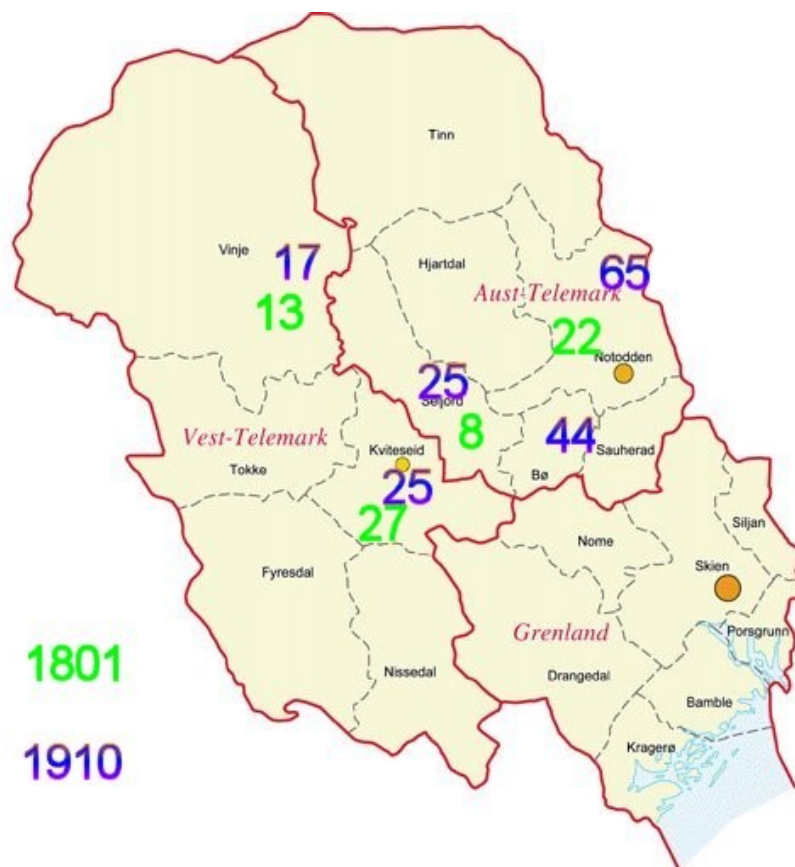 Tinn
Vinje
17
13
Hjartdal
65
Aust-Telemark
22
Notodden
25
Seljord
8
44
Sauherad
Bø
Vest-Telemark
Tokke
Kviteseid
25
27
Siljan
Nome
Skien
Fyresdal
Grenland
Porsgrunn
1801
Nissedal
Drangedal
Bamble
Kragerø
1910